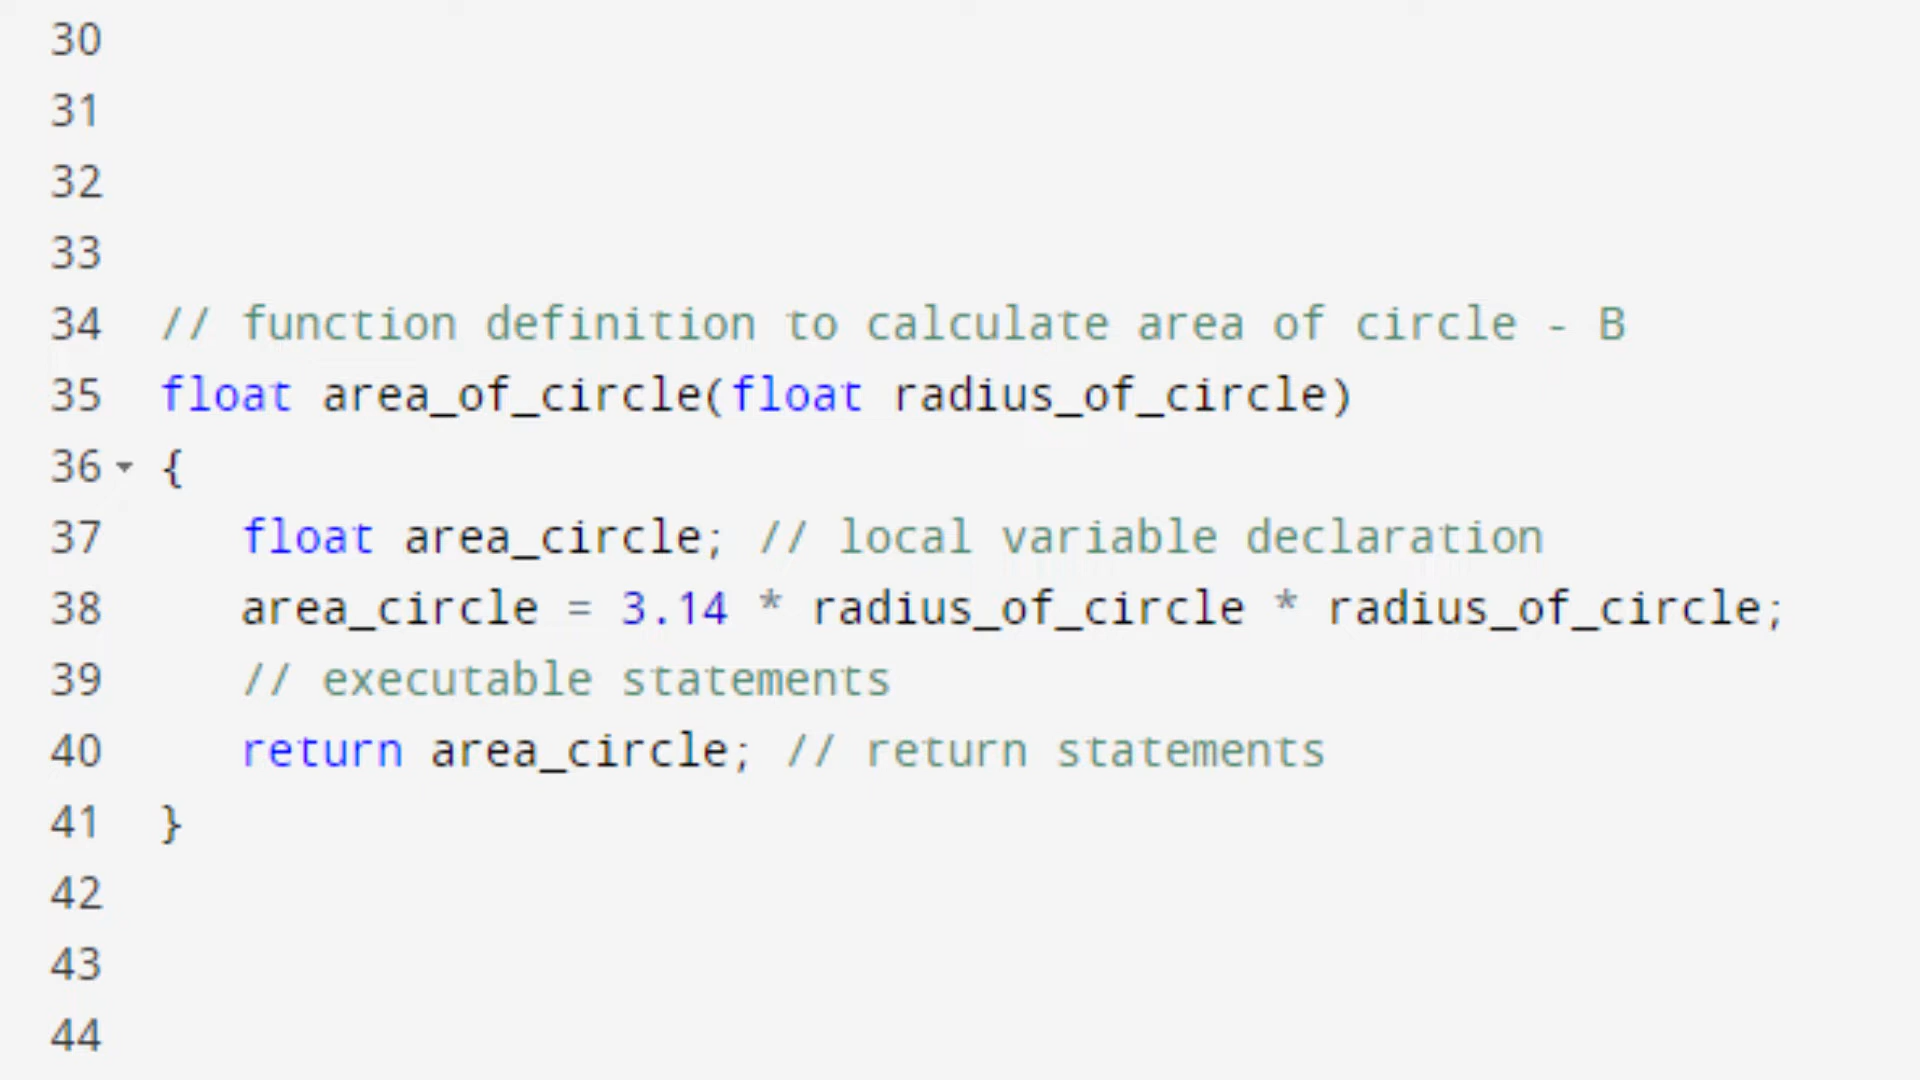 30
31
32
33
34 // function definition to calculate area of circle - B
35 float area_of_circle(float radius_of_circle)
36 {
37 float area_circle; // local variable declaration
38 area_circle = 3.14 * radius_of_circle * radius_of_circle;
39 // executable statements
40 return area_circle; // return statements
41 }
42
43
44